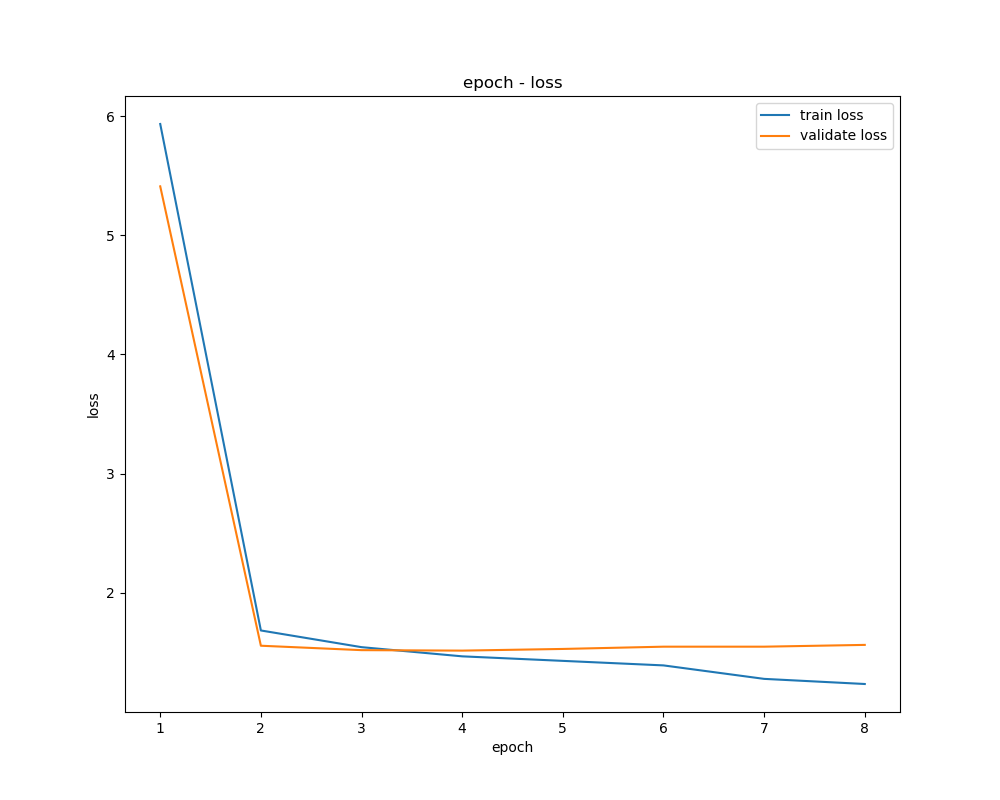 epoch - loss
train loss
validate loss
6
5
4
3
2
loss
1 2 3 4 5 6 7 8
epoch